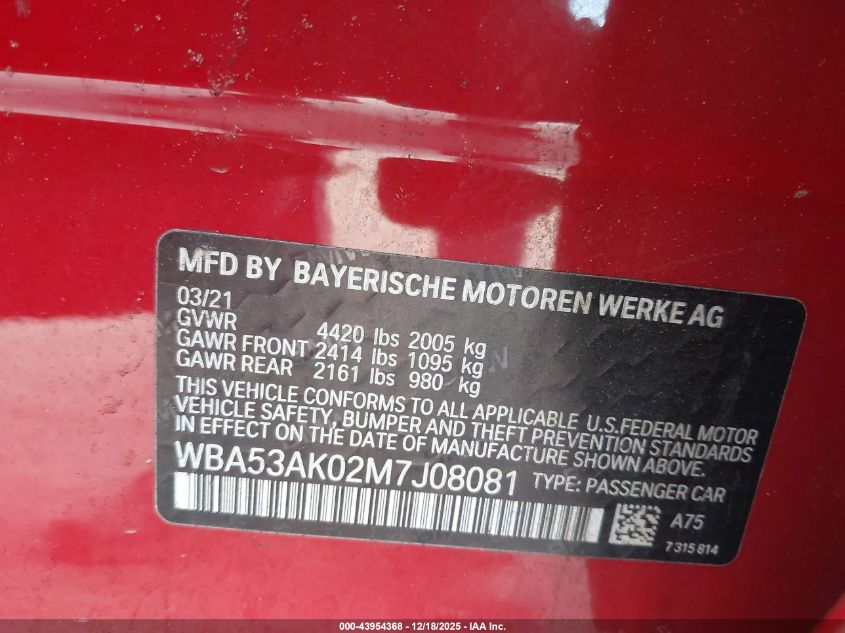 MFD BY BAYERISCHE MOTOREN WERKE AG
03/21
GVWR 4420 lbs 2005 kg
GAWR FRONT 2414 lbs 1095 kg
GAWR REAR 2161 lbs 980 kg
THIS VEHICLE CONFORMS TO ALL APPLICABLE U.S.FEDERAL MOTOR
VEHICLE SAFETY, BUMPER AND THEFT PREVENTION STANDARDS
IN EFFECT ON THE DATE OF MANUFACTURE SHOWN ABOVE.
WBA53AK02M7J08081 TYPE: PASSENGER CAR
A75
7315814
000-43954368 - 12/18/2025 - IAA Inc.